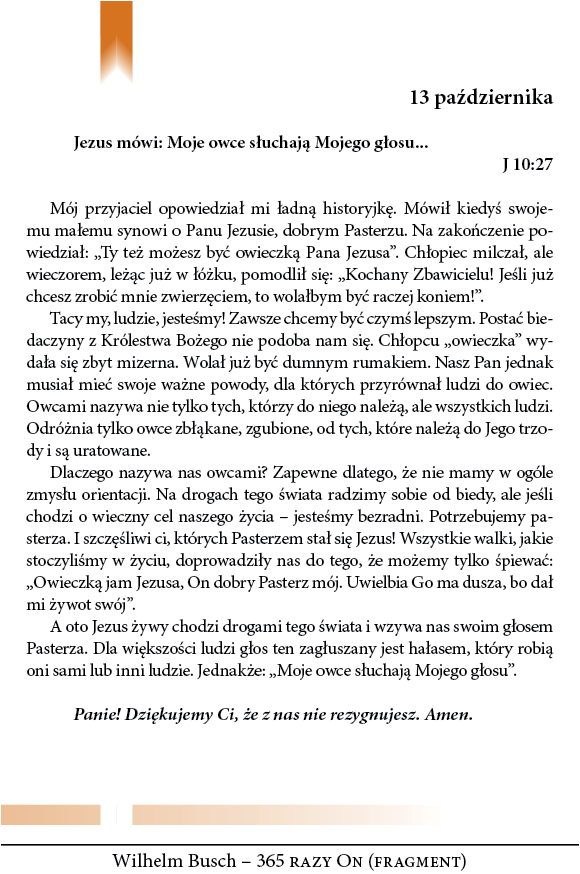 13 października
Jezus mówi: Moje owce słuchają Mojego głosu...
J 10:27
Mój przyjaciel opowiedział mi ładną historyjkę. Mówił kiedyś swoje-
mu małemu synowi o Panu Jezusie, dobrym Pasterzu. Na zakończenie po-
wiedział: „Ty też możesz być owieczką Pana Jezusa”. Chłopiec milczał, ale
wieczorem, leżąc już w łóżku, pomodlił się: „Kochany Zbawicielu! Jeśli już
chcesz zrobić mnie zwierzęciem, to wolałbym być raczej koniem!”.
Tacy my, ludzie, jesteśmy! Zawsze chcemy być czymś lepszym. Postać bie-
daczyny z Królestwa Bożego nie podoba nam się. Chłopcu „owieczka” wy-
dała się zbyt mizerna. Wolał już być dumnym rumakiem. Nasz Pan jednak
musiał mieć swoje ważne powody, dla których przyrównał ludzi do owiec.
Owcami nazywa nie tylko tych, którzy do niego należą, ale wszystkich ludzi.
Odróżnia tylko owce zbłąkane, zgubione, od tych, które należą do Jego trzo-
dy i są uratowane.
Dlaczego nazywa nas owcami? Zapewne dlatego, że nie mamy w ogóle
zmysłu orientacji. Na drogach tego świata radzimy sobie od biedy, ale jeśli
chodzi o wieczny cel naszego życia – jesteśmy bezradni. Potrzebujemy pa-
sterza. I szczęśliwi ci, których Pasterzem stał się Jezus! Wszystkie walki, jakie
stoczyliśmy w życiu, doprowadziły nas do tego, że możemy tylko śpiewać:
„Owieczką jam Jezusa, On dobry Pasterz mój. Uwielbia Go ma dusza, bo dał
mi żywot swój”.
A oto Jezus żywy chodzi drogami tego świata i wzywa nas swoim głosem
Pasterza. Dla większości ludzi głos ten zagłuszany jest hałasem, który robią
oni sami lub inni ludzie. Jednakże: „Moje owce słuchają Mojego głosu”.
Panie! Dziękujemy Ci, że z nas nie rezygnujesz. Amen.
Wilhelm Busch – 365 razy On (fragment)